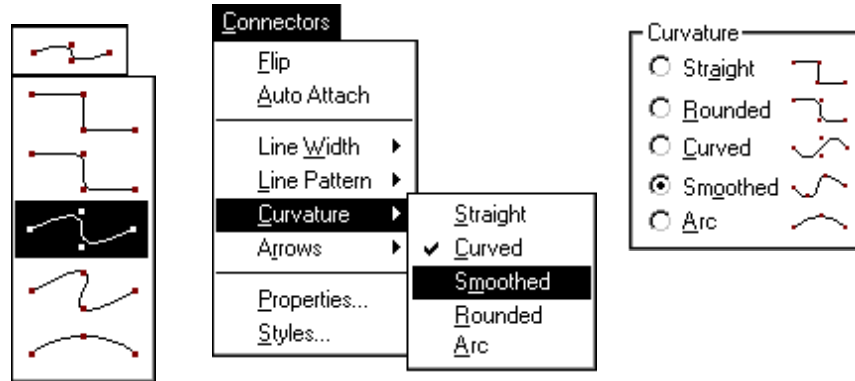 Connectors
Flip
Auto Attach
Line Width
Line Pattern
Curvature
Arrows
Properties...
Styles...
Straight
Curved
Smoothed
Rounded
Arc
Curvature
Straight
Rounded
Curved
Smoothed
Arc